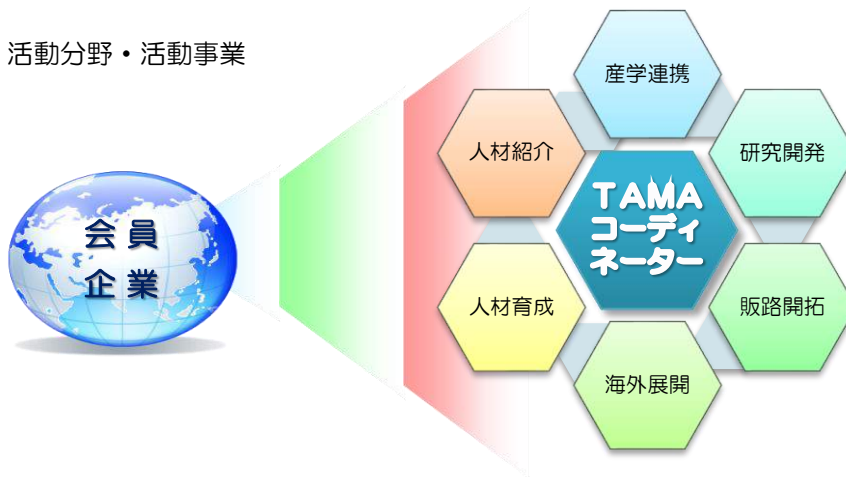 活動分野・活動事業
会員
企業
産学連携
人材紹介
研究開発
TAMA
コーディ
ネーター
人材育成
販路開拓
海外展開